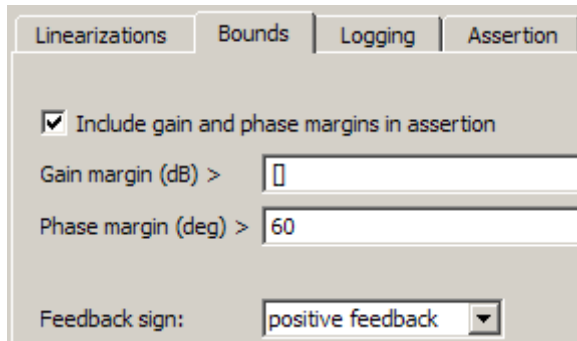 Linearizations Bounds Logging Assertion
Include gain and phase margins in assertion
Gain margin (dB) > []
Phase margin (deg) > 60
Feedback sign: positive feedback